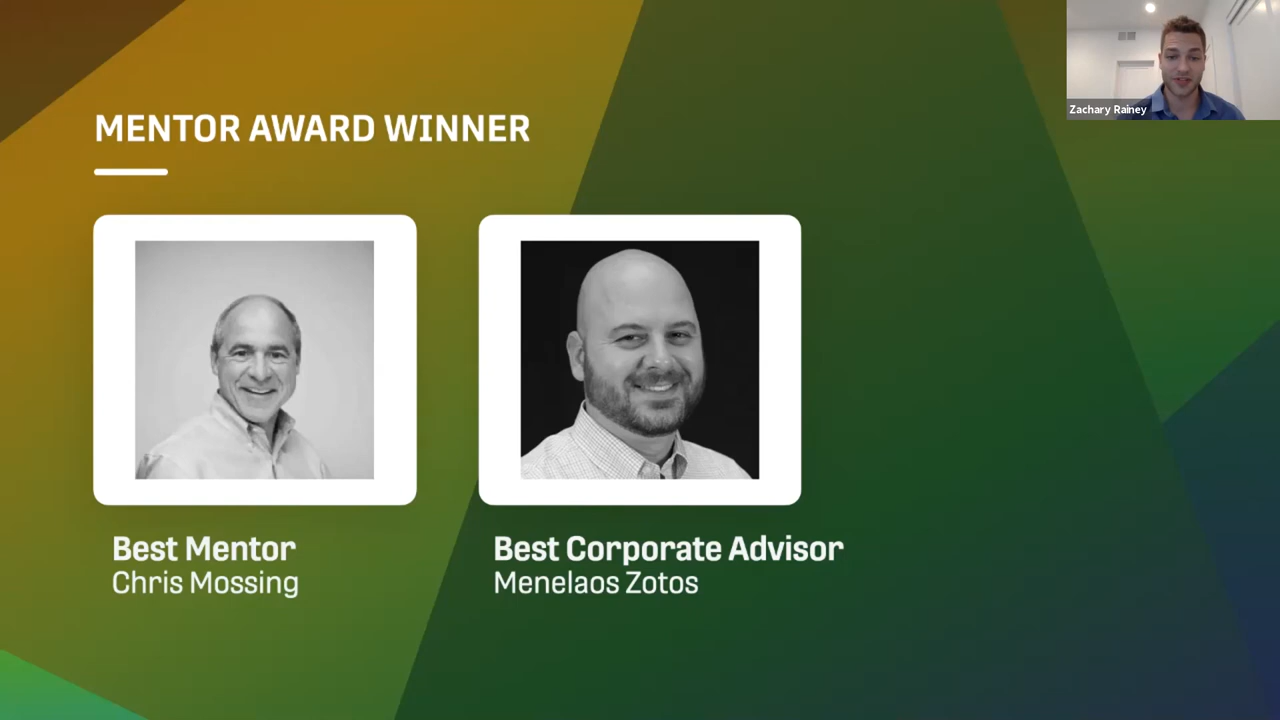 Zachary Rainey
MENTOR AWARD WINNER
Best Mentor
Chris Mossing
Best Corporate Advisor
Menelaos Zotos